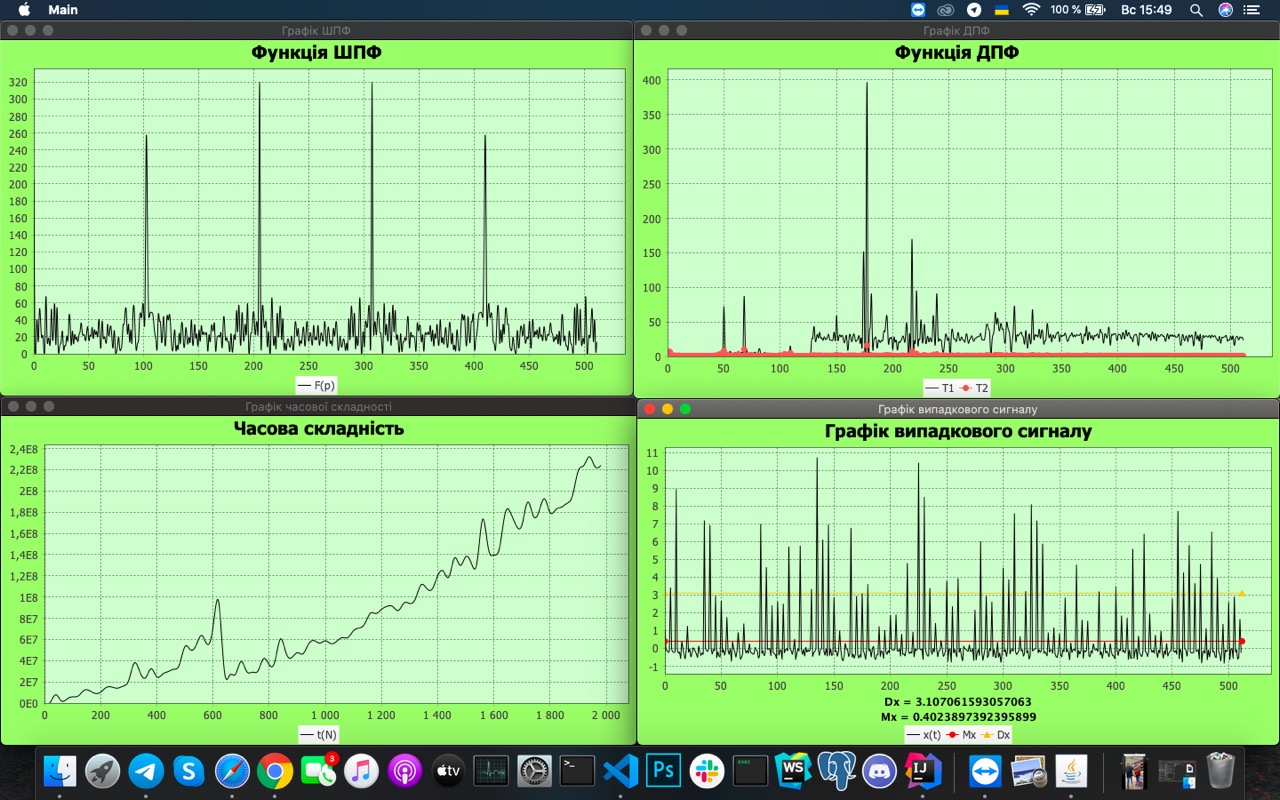 Main
100 %
Вс 15:49
Графік ШПФ
Функція ШПФ
320
300
280
260
240
220
200
180
160
140
120
100
80
60
40
20
0
0 50 100 150 200 250 300 350 400 450 500
F(p)
Графік ДПФ
Функція ДПФ
400
350
300
250
200
150
100
50
0
0 50 100 150 200 250 300 350 400 450 500
T1 T2
Графік часової складності
Часова складність
2,4E8
2,2E8
2E8
1,8E8
1,6E8
1,4E8
1,2E8
1E8
8E7
6E7
4E7
2E7
0E0
0 200 400 600 800 1 000 1 200 1 400 1 600 1 800 2 000
t(N)
Графік випадкового сигналу
Графік випадкового сигналу
11
10
9
8
7
6
5
4
3
2
1
0
-1
0 50 100 150 200 250 300 350 400 450 500
Dx = 3.107061593057063
Mx = 0.4023897392395899
x(t) Mx Dx
3
tv
>_
Ps
exec
WS
IJ